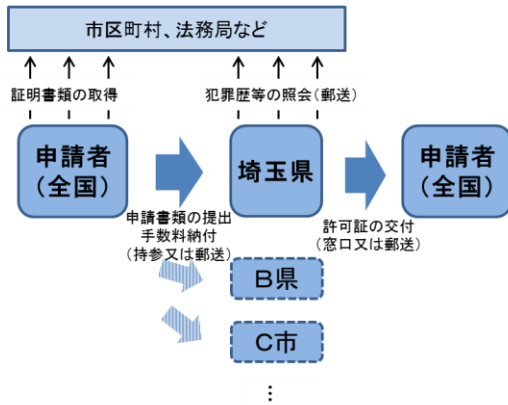 市区町村、法務局など
証明書類の取得
犯罪歴等の照会（郵送）
申請者
（全国）
埼玉県
申請者
（全国）
申請書類の提出
手数料納付
（持参又は郵送）
許可証の交付
（窓口又は郵送）
Ｂ県
Ｃ市
…